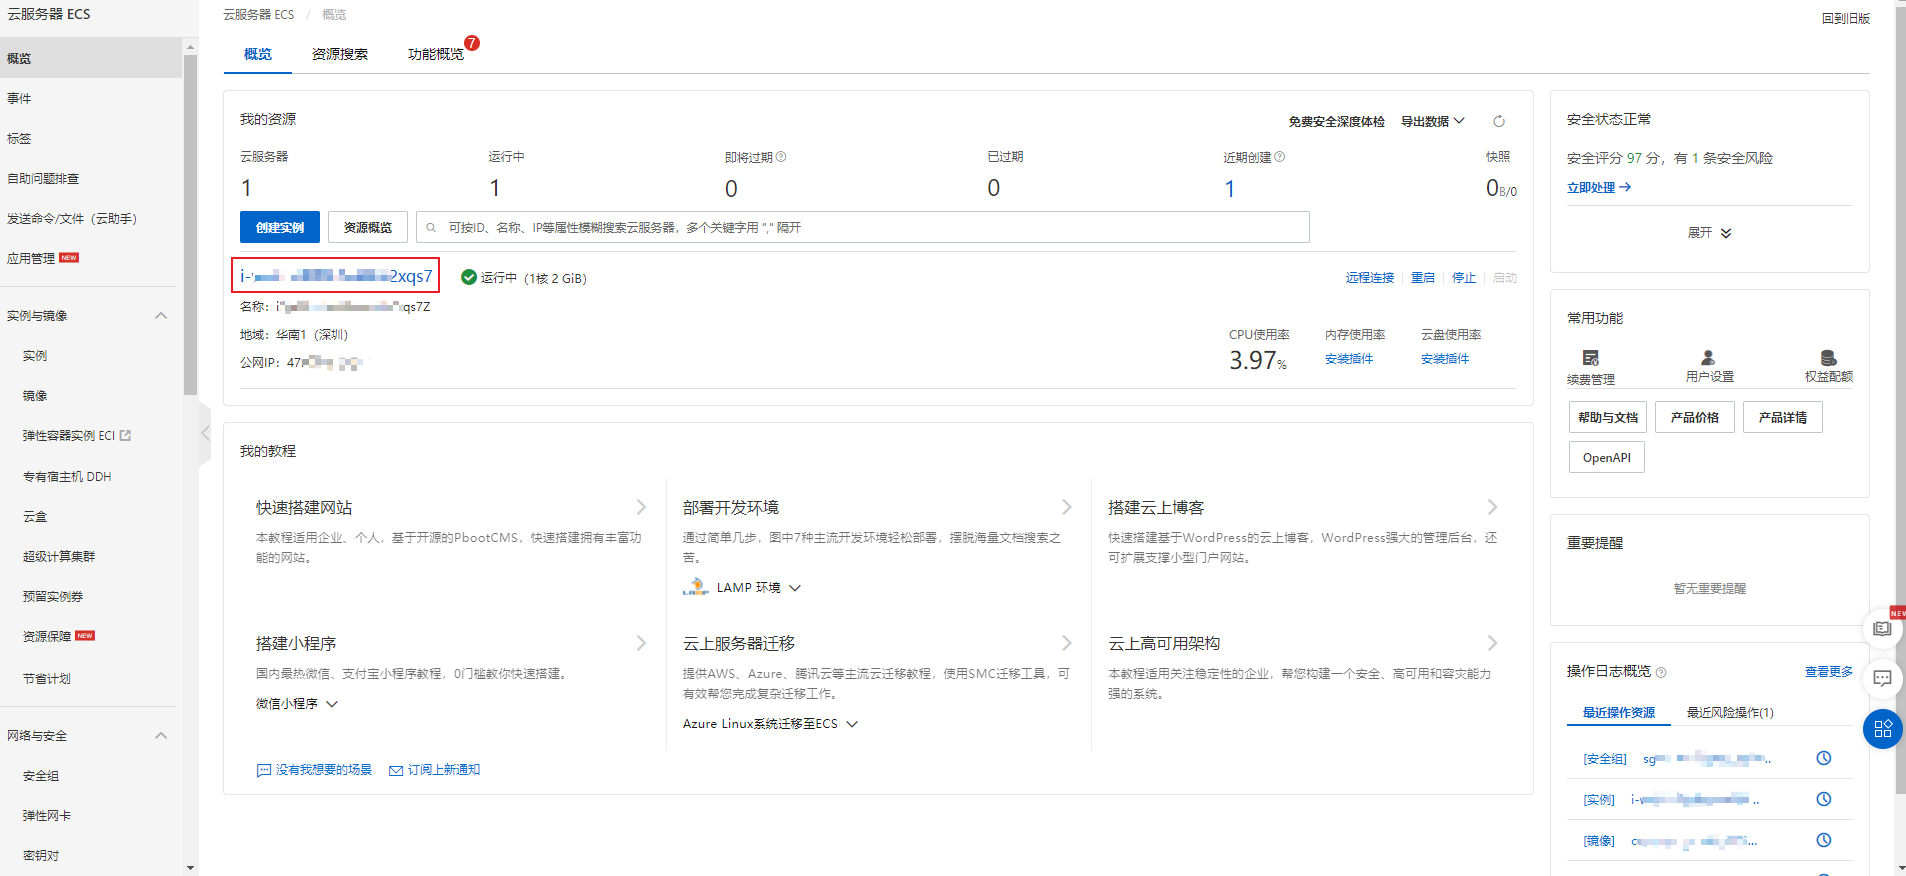 云服务器 ECS
概览
事件
标签
自助问题排查
发送命令/文件（云助手）
应用管理 NEW
实例与镜像
实例
镜像
弹性容器实例 ECI
专有宿主机 DDH
云盒
超级计算集群
预留实例券
资源保障 NEW
节省计划
网络与安全
安全组
弹性网卡
密钥对
云服务器 ECS / 概览
回到旧版
概览 资源搜索 功能概览 7
我的资源
免费安全深度体检 导出数据
云服务器 运行中 即将过期 已过期 近期创建 快照
1 1 0 0 1 0B/0
创建实例 资源概览 可按ID、名称、IP等属性模糊搜索云服务器，多个关键字用 "," 隔开
i- 2xqs7 运行中 (1核 2 GiB)
远程连接 重启 停止 启动
名称： qs7Z
地域：华南1（深圳）
公网IP：47
CPU使用率 内存使用率 云盘使用率
3.97% 安装插件 安装插件
我的教程
快速搭建网站
本教程适用企业、个人，基于开源的PbootCMS，快速搭建拥有丰富功
能的网站。
部署开发环境
通过简单几步，图中7种主流开发环境轻松部署，摆脱海量文档搜索之
苦。
LAMP LAMP 环境
搭建云上博客
快速搭建基于WordPress的云上博客，WordPress强大的管理后台，还
可扩展支撑小型门户网站。
搭建小程序
国内最热微信、支付宝小程序教程，0门槛教你快速搭建。
微信小程序
云上服务器迁移
提供AWS、Azure、腾讯云等主流云迁移教程，使用SMC迁移工具，可
有效帮您完成复杂迁移工作。
Azure Linux系统迁移至ECS
云上高可用架构
本教程适用关注稳定性的企业，帮您构建一个安全、高可用和容灾能力
强的系统。
没有我想要的场景 订阅上新通知
安全状态正常
安全评分 97 分，有 1 条安全风险
立即处理
展开
常用功能
续费管理 用户设置 权益配额
帮助与文档 产品价格 产品详情
OpenAPI
重要提醒
暂无重要提醒
NEW
操作日志概览 查看更多
最近操作资源 最近风险操作(1)
[安全组] sg ..
[实例] i- ..
[镜像] ...